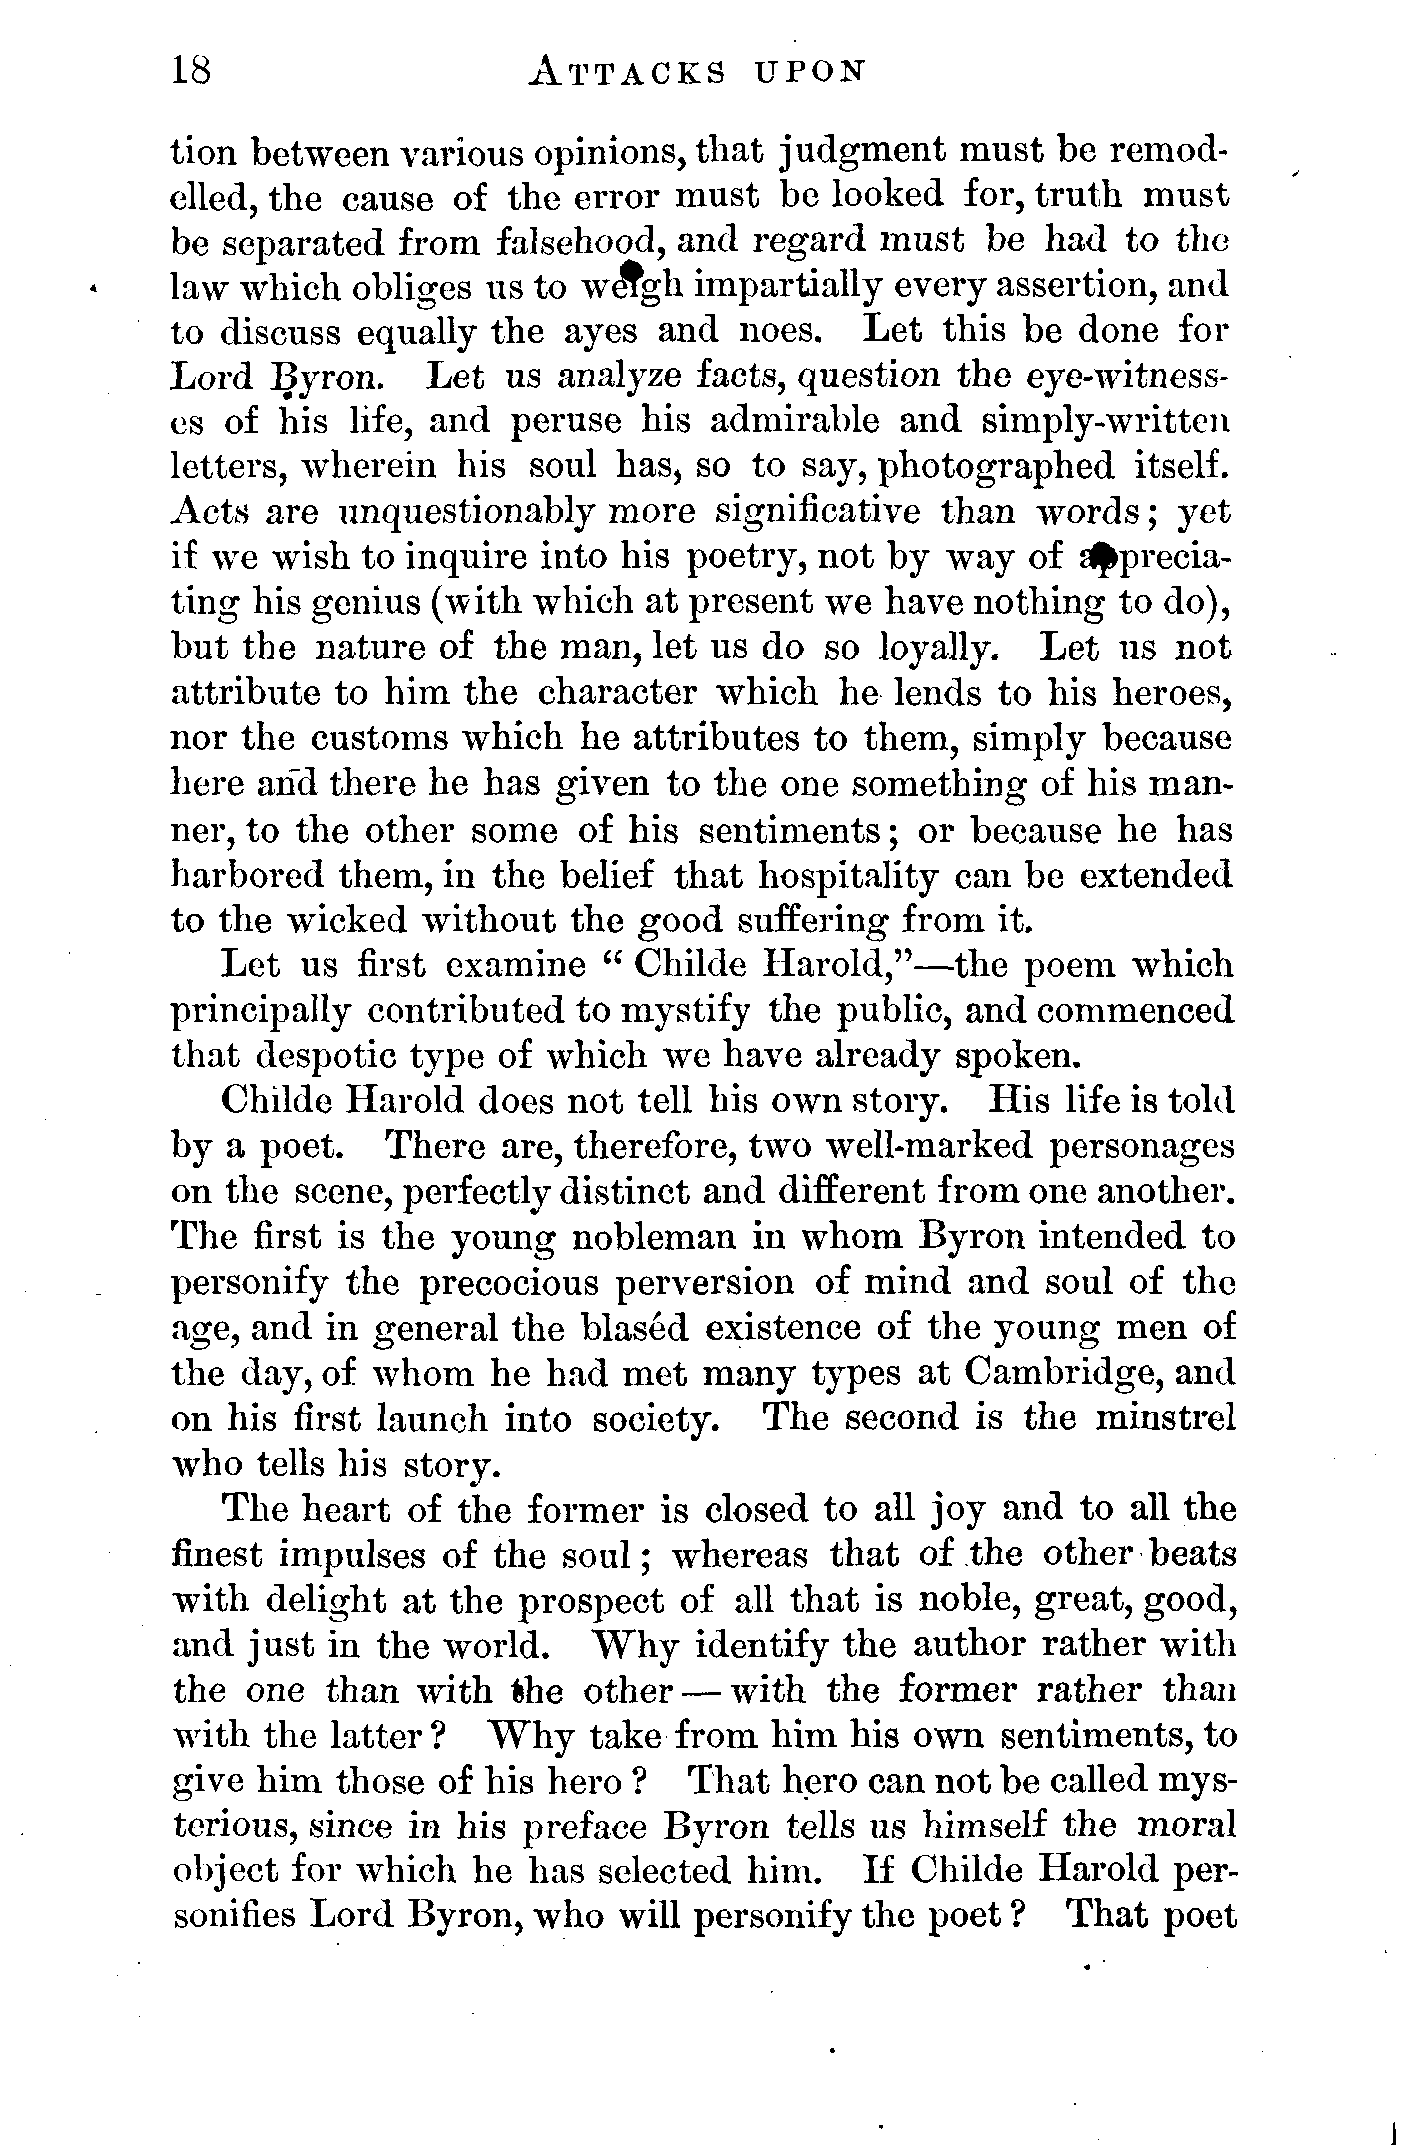 18 ATTACKS UPON
tion between various opinions, that judgment must be remod-
elled, the cause of the error must be looked for, truth must
be separated from falsehood, and regard must be had to the
law which obliges us to weigh impartially every assertion, and
to discuss equally the ayes and noes. Let this be done for
Lord Byron. Let us analyze facts, question the eye-witness-
es of his life, and peruse his admirable and simply-written
letters, wherein his soul has, so to say, photographed itself.
Acts are unquestionably more significative than words; yet
if we wish to inquire into his poetry, not by way of apprecia-
ting his genius (with which at present we have nothing to do),
but the nature of the man, let us do so loyally. Let us not
attribute to him the character which he lends to his heroes,
nor the customs which he attributes to them, simply because
here and there he has given to the one something of his man-
ner, to the other some of his sentiments; or because he has
harbored them, in the belief that hospitality can be extended
to the wicked without the good suffering from it.
Let us first examine “Childe Harold,”—the poem which
principally contributed to mystify the public, and commenced
that despotic type of which we have already spoken.
Childe Harold does not tell his own story. His life is told
by a poet. There are, therefore, two well-marked personages
on the scene, perfectly distinct and different from one another.
The first is the young nobleman in whom Byron intended to
personify the precocious perversion of mind and soul of the
age, and in general the blaséd existence of the young men of
the day, of whom he had met many types at Cambridge, and
on his first launch into society. The second is the minstrel
who tells his story.
The heart of the former is closed to all joy and to all the
finest impulses of the soul; whereas that of the other beats
with delight at the prospect of all that is noble, great, good,
and just in the world. Why identify the author rather with
the one than with the other — with the former rather than
with the latter? Why take from him his own sentiments, to
give him those of his hero? That hero can not be called mys-
terious, since in his preface Byron tells us himself the moral
object for which he has selected him. If Childe Harold per-
sonifies Lord Byron, who will personify the poet? That poet